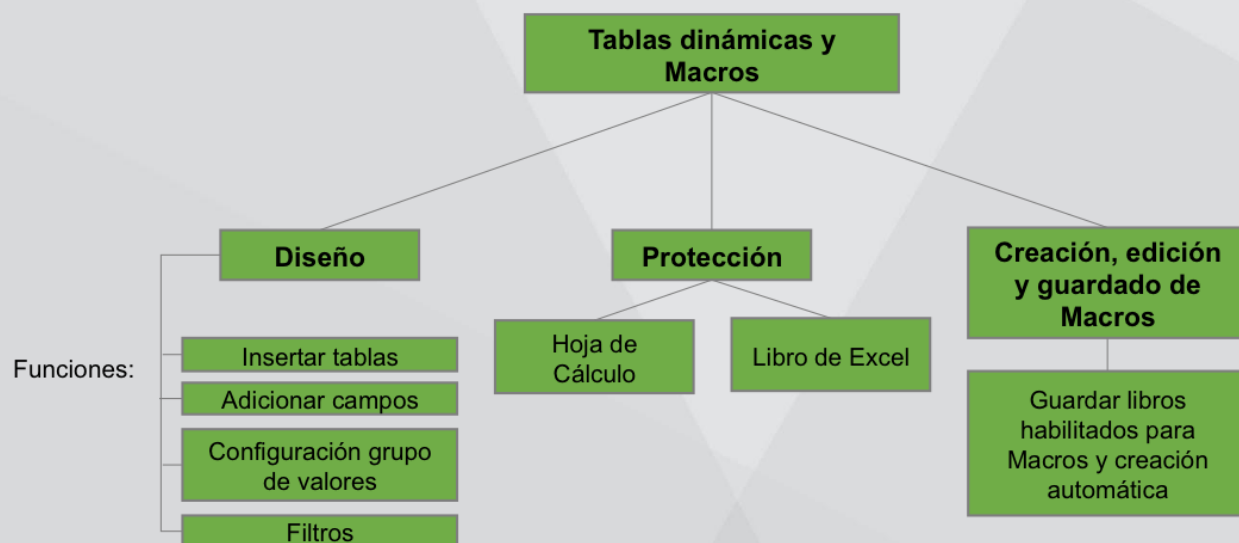 Tablas dinámicas y
Macros
Diseño
Protección
Creación, edición
y guardado de
Macros
Funciones:
Insertar tablas
Adicionar campos
Configuración grupo
de valores
Filtros
Hoja de
Cálculo
Libro de Excel
Guardar libros
habilitados para
Macros y creación
automática